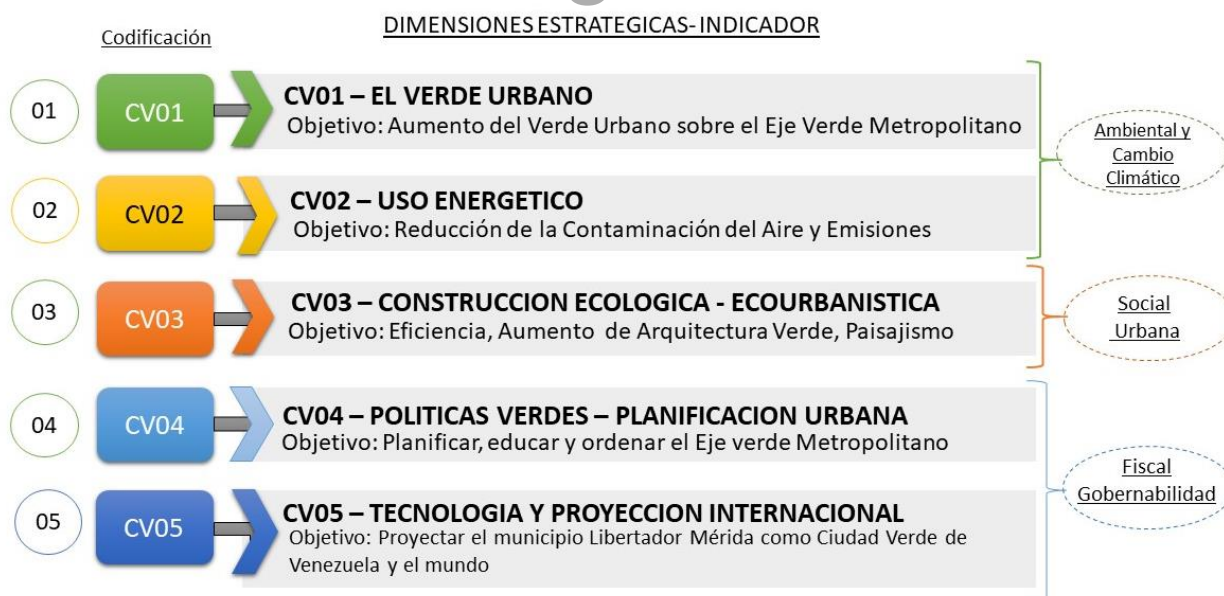 DIMENSIONES ESTRATEGICAS- INDICADOR
Codificación
01
CV01
CV01 – EL VERDE URBANO
Objetivo: Aumento del Verde Urbano sobre el Eje Verde Metropolitano
02
CV02
CV02 – USO ENERGETICO
Objetivo: Reducción de la Contaminación del Aire y Emisiones
Ambiental y
Cambio
Climático
03
CV03
CV03 – CONSTRUCCION ECOLOGICA - ECOURBANISTICA
Objetivo: Eficiencia, Aumento de Arquitectura Verde, Paisajismo
Social
Urbana
04
CV04
CV04 – POLITICAS VERDES – PLANIFICACION URBANA
Objetivo: Planificar, educar y ordenar el Eje verde Metropolitano
05
CV05
CV05 – TECNOLOGIA Y PROYECCION INTERNACIONAL
Objetivo: Proyectar el municipio Libertador Mérida como Ciudad Verde de
Venezuela y el mundo
Fiscal
Gobernabilidad